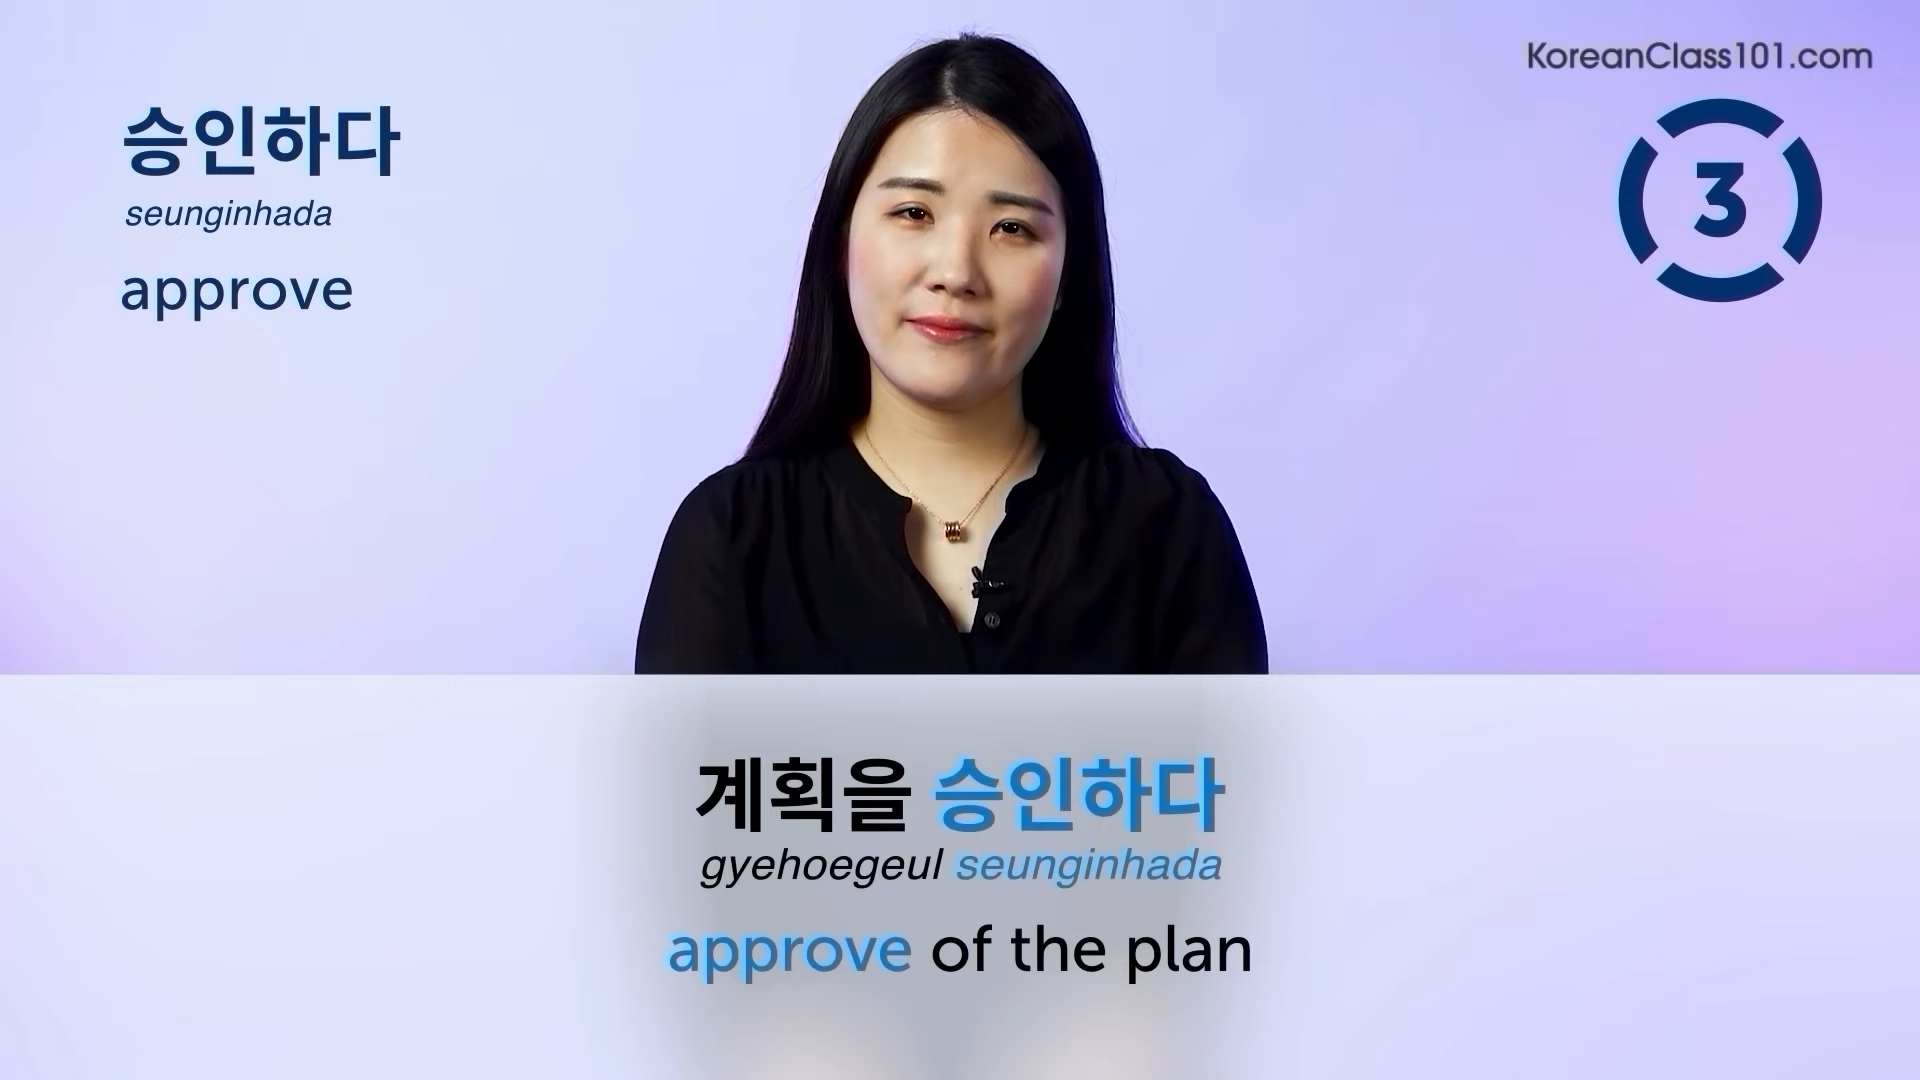 KoreanClass101.com
승인하다
seunginhada
approve
3
계획을 승인하다
gyehoegeul seunginhada
approve of the plan